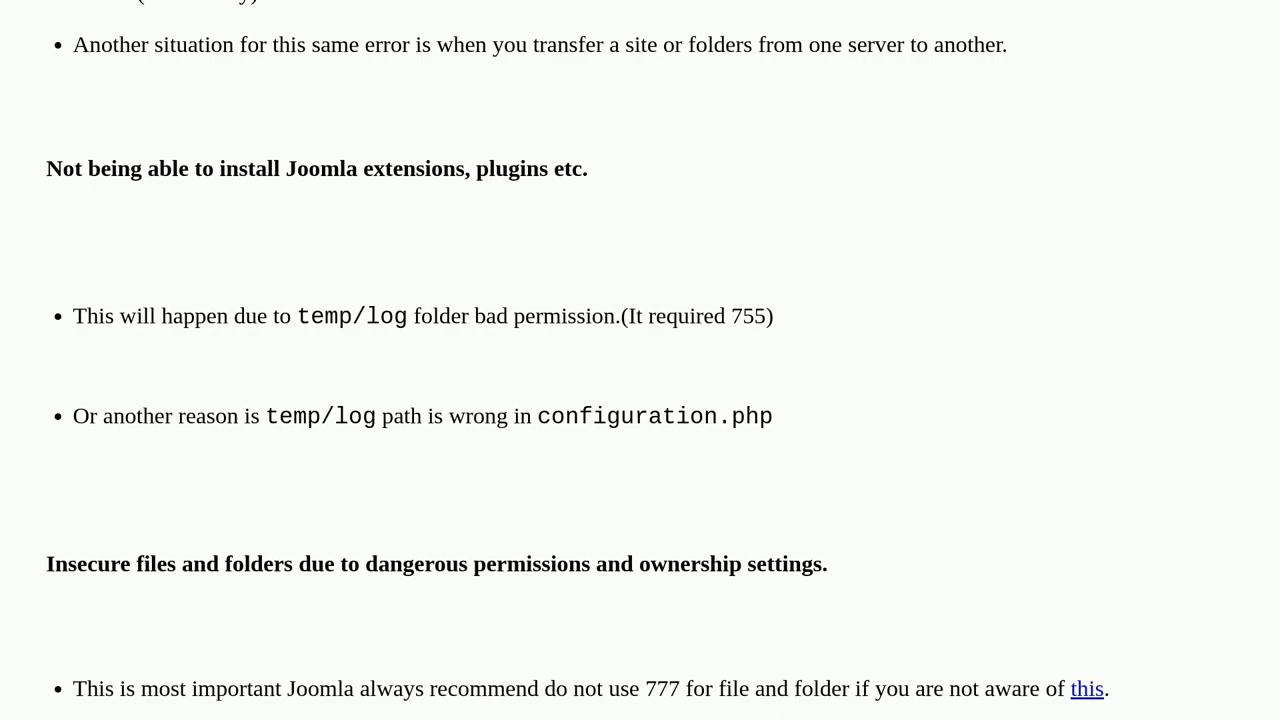 Another situation for this same error is when you transfer a site or folders from one server to another.
Not being able to install Joomla extensions, plugins etc.
This will happen due to temp/log folder bad permission.(It required 755)
Or another reason is temp/log path is wrong in configuration.php
Insecure files and folders due to dangerous permissions and ownership settings.
This is most important Joomla always recommend do not use 777 for file and folder if you are not aware of this.